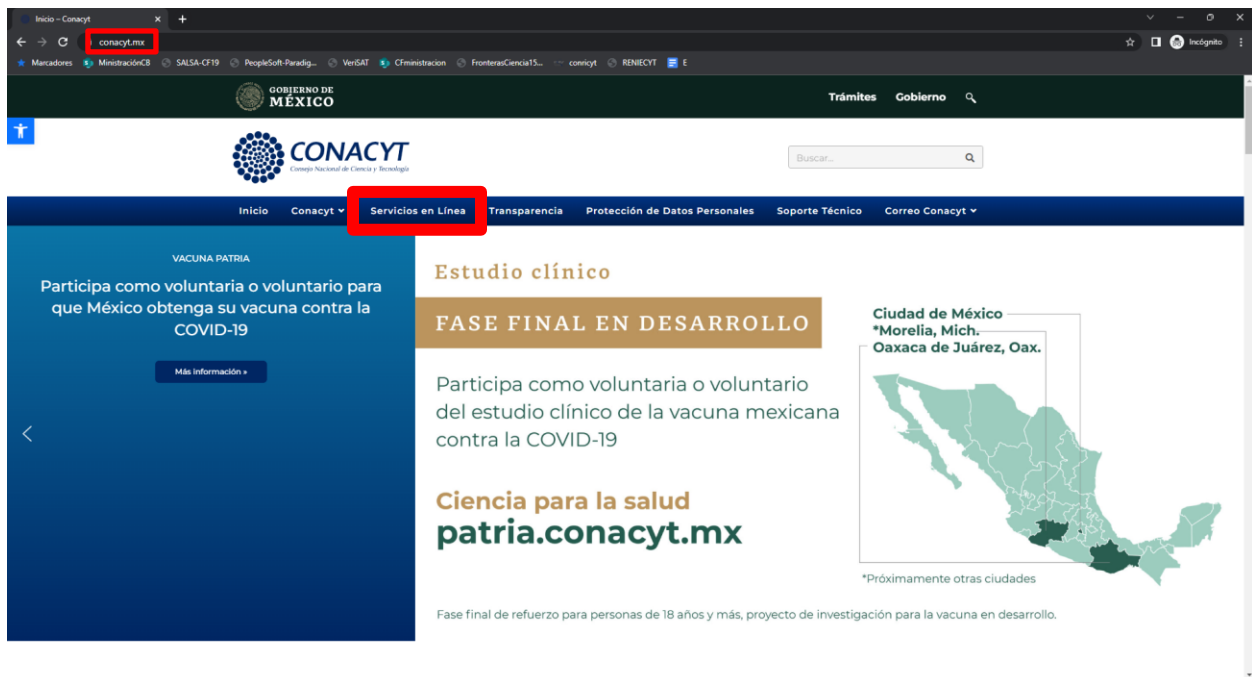 Inicio – Conacyt
conacyt.mx
Incógnito
Marcadores MinistraciónCB SALSA-CF19 PeopleSoft-Paradig... VeriSAT CFministracion FronterasCiencia15... conricyt RENIECYT E
GOBIERNO DE
MÉXICO
Trámites Gobierno
CONACYT
Consejo Nacional de Ciencia y Tecnología
Buscar...
Inicio Conacyt Servicios en Línea Transparencia Protección de Datos Personales Soporte Técnico Correo Conacyt
VACUNA PATRIA
Participa como voluntaria o voluntario para
que México obtenga su vacuna contra la
COVID-19
Más información »
Estudio clínico
FASE FINAL EN DESARROLLO
Participa como voluntaria o voluntario
del estudio clínico de la vacuna mexicana
contra la COVID-19
Ciencia para la salud
patria.conacyt.mx
Ciudad de México
*Morelia, Mich.
Oaxaca de Juárez, Oax.
*Próximamente otras ciudades
Fase final de refuerzo para personas de 18 años y más, proyecto de investigación para la vacuna en desarrollo.